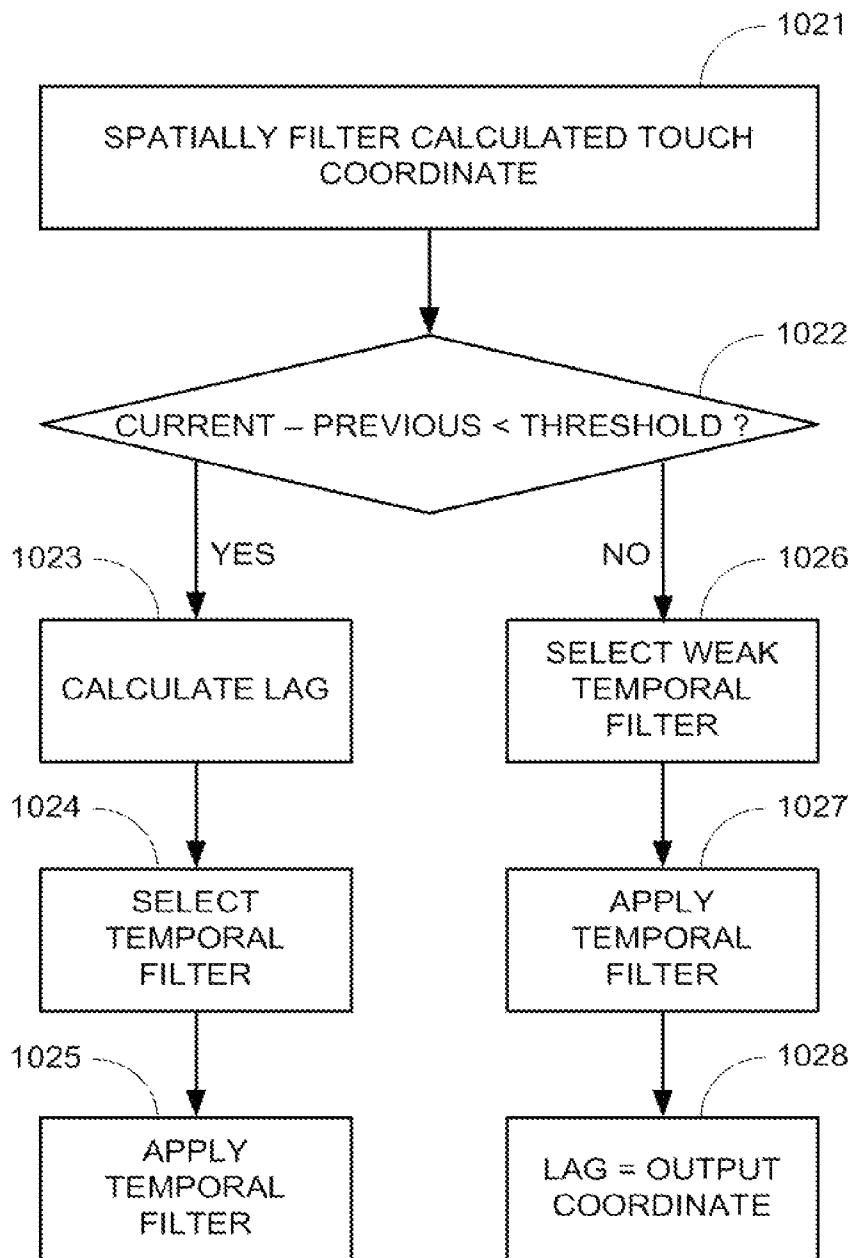 1021
SPATIALLY FILTER CALCULATED TOUCH
COORDINATE
1022
CURRENT – PREVIOUS < THRESHOLD ?
YES
NO
1023
CALCULATE LAG
1026
SELECT WEAK
TEMPORAL
FILTER
1024
SELECT
TEMPORAL
FILTER
1027
APPLY
TEMPORAL
FILTER
1025
APPLY
TEMPORAL
FILTER
1028
LAG = OUTPUT
COORDINATE